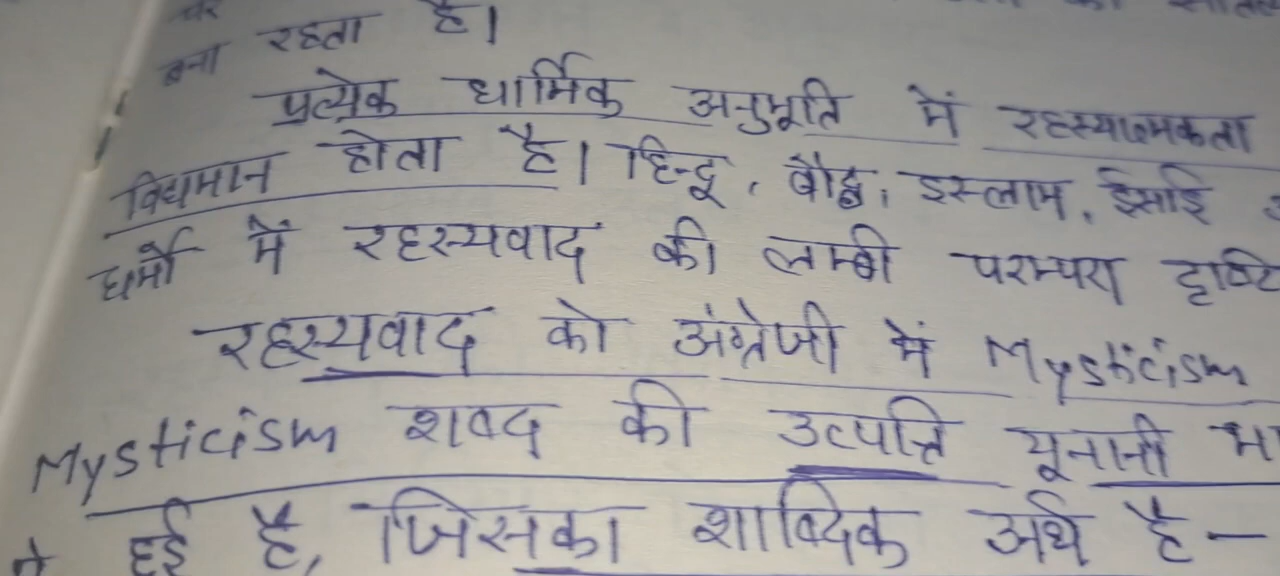 बना रहता है।
प्रत्येक धार्मिक अनुभूति में रहस्यात्मकता
विद्यमान होता है। हिन्दू, बौद्ध, इस्लाम, ईसाई
धर्मों में रहस्यवाद की लम्बी परम्परा
रहस्यवाद को अंग्रेजी में Mysticism
Mysticism शब्द की उत्पत्ति यूनानी
हुई है, जिसका शाब्दिक अर्थ है –